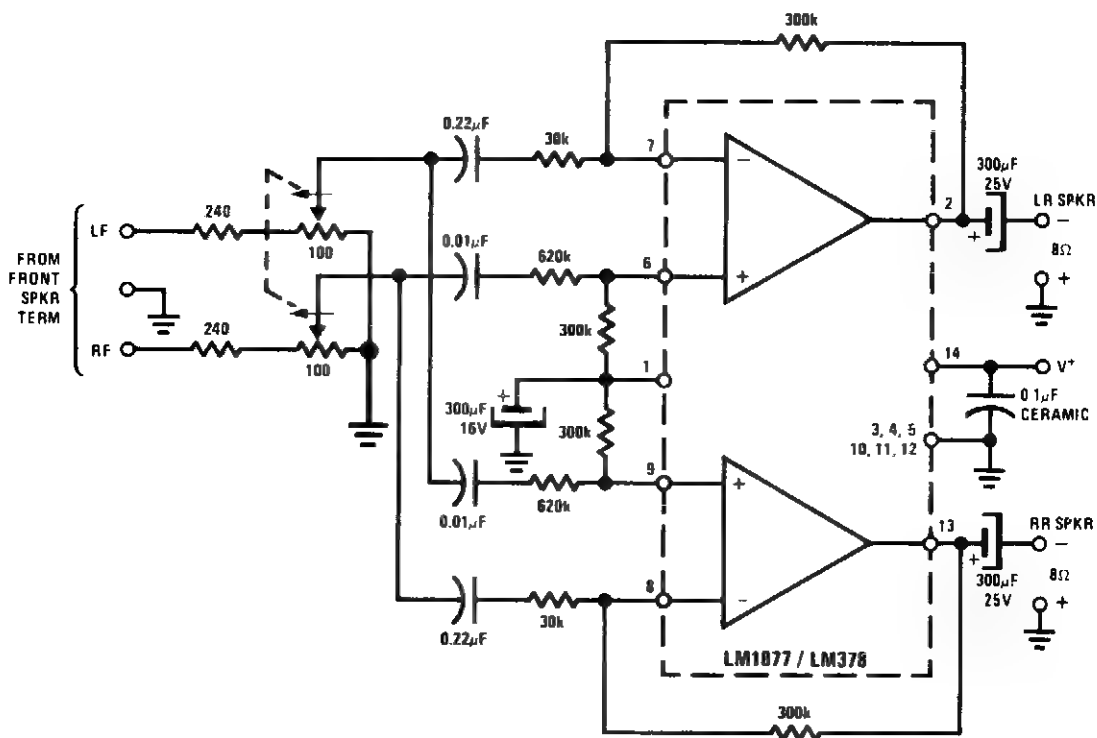 300k
0.22µF
30k
7
−
300µF
25V
LR SPKR
2
−
+
8Ω
+
240
LF
100
0.01µF
620k
6
+
FROM
FRONT
SPKR
TERM
300k
240
RF
100
1
14
V+
+
300µF
15V
0.1µF
CERAMIC
300k
3, 4, 5
10, 11, 12
9
+
0.01µF
620k
13
RR SPKR
−
+
300µF
25V
8Ω
+
8
−
0.22µF
30k
LM1877 / LM378
300k